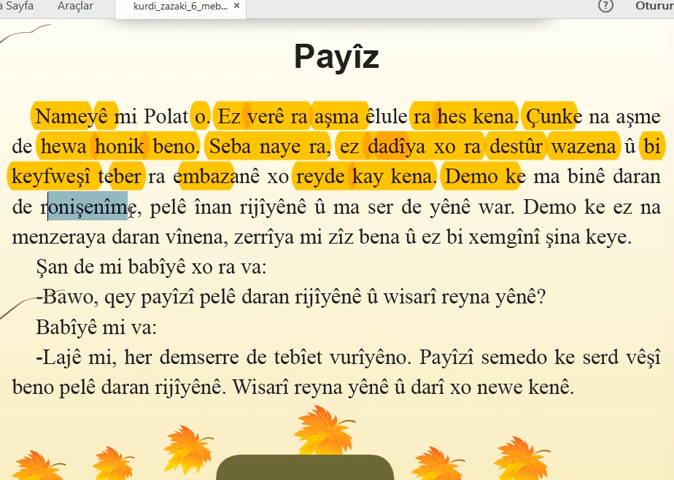 a Sayfa Araçlar kurdi_zazaki_6_meb... × ? Oturur
Payîz
Nameyê mi Polat o. Ez verê ra aşma êlule ra hes kena. Çunke na aşme
de hewa honik beno. Seba naye ra, ez dadîya xo ra destûr wazena û bi
keyfweşî teber ra embazanê xo reyde kay kena. Demo ke ma binê daran
de ronişenîme, pelê înan rijîyênê û ma ser de yênê war. Demo ke ez na
menzeraya daran vînena, zerrîya mi zîz bena û ez bi xemgînî şina keye.
Şan de mi babîyê xo ra va:
-Bawo, qey payîzî pelê daran rijîyênê û wisarî reyna yênê?
Babîyê mi va:
-Lajê mi, her demserre de tebîet vurîyêno. Payîzî semedo ke serd vêşî
beno pelê daran rijîyênê. Wisarî reyna yênê û darî xo newe kenê.